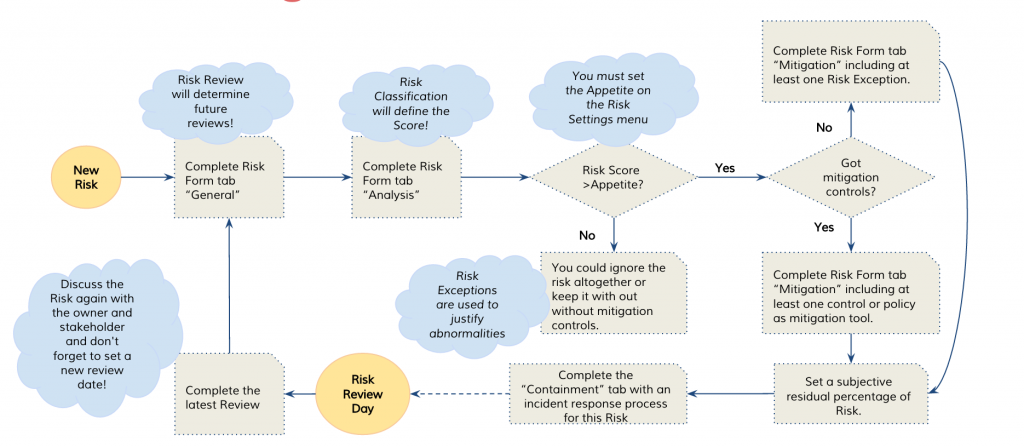 Risk Review
will determine
future
reviews!
Risk
Classification
will define the
Score!
You must set
the Appetite on
the Risk
Settings menu
Complete Risk Form tab
“Mitigation” including at
least one Risk Exception.
No
New
Risk
Complete Risk
Form tab
“General”
Complete Risk
Form tab
“Analysis”
Risk Score
>Appetite?
Yes
Got
mitigation
controls?
No
Yes
Discuss the
Risk again with
the owner and
stakeholder
and don’t
forget to set a
new review
date!
Risk
Exceptions
are used to
justify
abnormalities
You could ignore the
risk altogether or
keep it with out
without mitigation
controls.
Complete Risk Form tab
“Mitigation” including at
least one control or policy
as mitigation tool.
Complete the
latest Review
Risk
Review
Day
Complete the
“Containment” tab with an
incident response process
for this Risk
Set a subjective
residual percentage of
Risk.